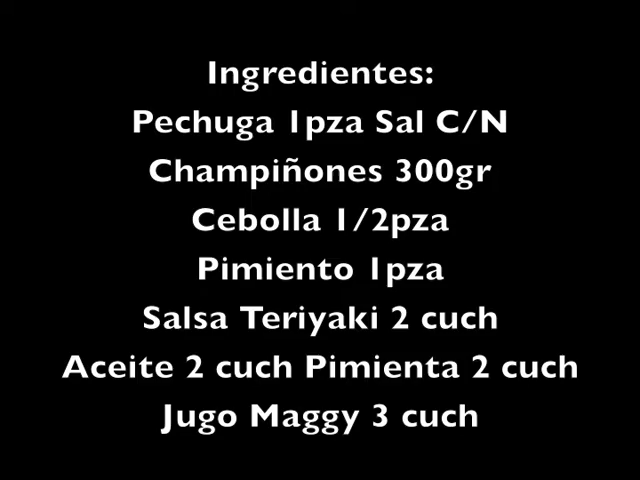 Ingredientes:
Pechuga 1pza Sal C/N
Champiñones 300gr
Cebolla 1/2pza
Pimiento 1pza
Salsa Teriyaki 2 cuch
Aceite 2 cuch Pimienta 2 cuch
Jugo Maggy 3 cuch